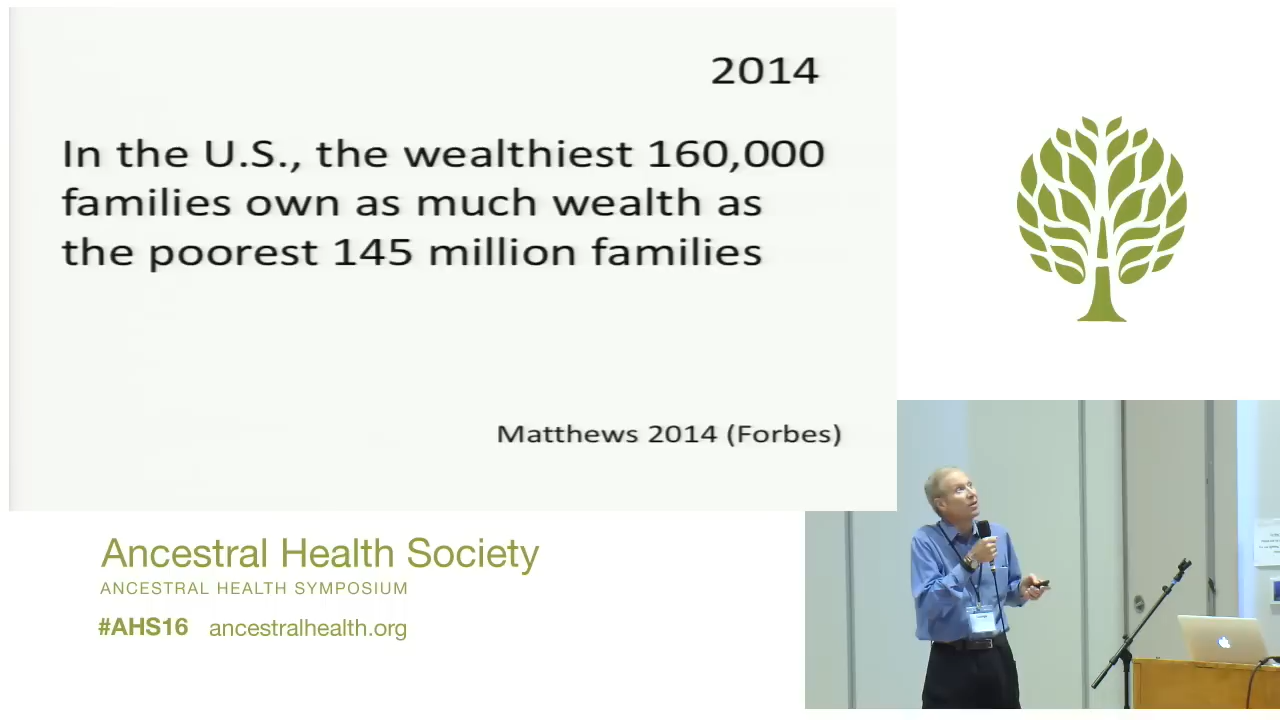 2014
In the U.S., the wealthiest 160,000
families own as much wealth as
the poorest 145 million families
Matthews 2014 (Forbes)
Ancestral Health Society
ANCESTRAL HEALTH SYMPOSIUM
#AHS16 ancestralhealth.org